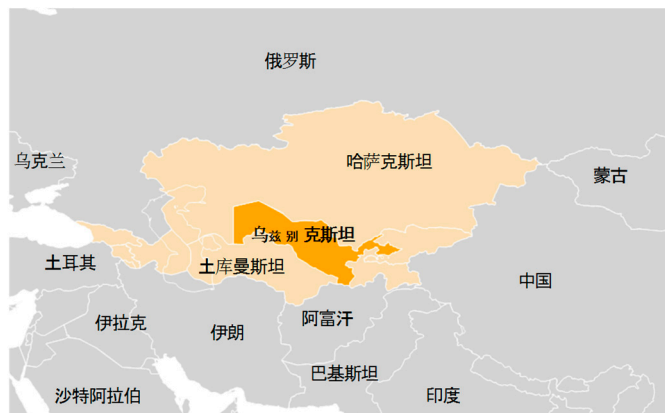 俄罗斯
乌克兰
哈萨克斯坦
蒙古
乌兹别克斯坦
土耳其
土库曼斯坦
中国
伊拉克
伊朗
阿富汗
巴基斯坦
沙特阿拉伯
印度